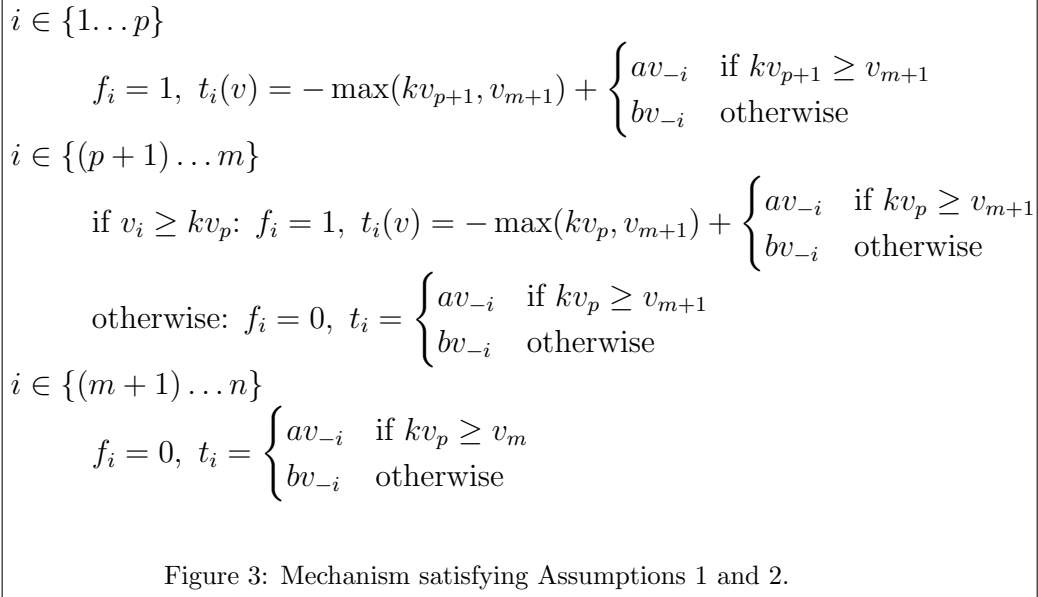 i ∈ {1…p}
f_i = 1, t_i(v) = − max(kv_{p+1}, v_{m+1}) + { av_{−i} if kv_{p+1} ≥ v_{m+1}
bv_{−i} otherwise
i ∈ {(p + 1) … m}
if v_i ≥ kv_p: f_i = 1, t_i(v) = − max(kv_p, v_{m+1}) + { av_{−i} if kv_p ≥ v_{m+1}
bv_{−i} otherwise
otherwise: f_i = 0, t_i = { av_{−i} if kv_p ≥ v_{m+1}
bv_{−i} otherwise
i ∈ {(m + 1) … n}
f_i = 0, t_i = { av_{−i} if kv_p ≥ v_m
bv_{−i} otherwise
Figure 3: Mechanism satisfying Assumptions 1 and 2.